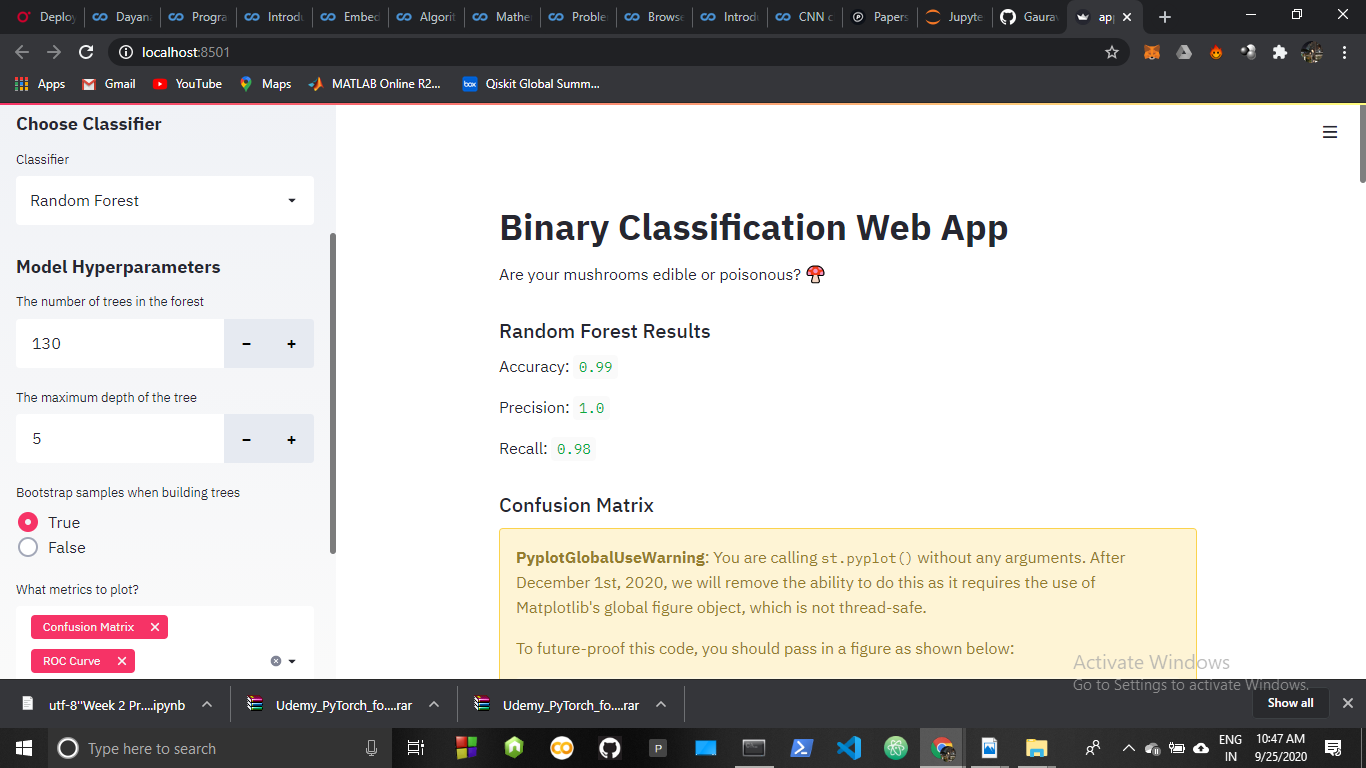 Deploy
Dayan
Progra
Introdu
Embed
Algorit
Mathe
Proble
Browse
Introdu
CNN c
Papers
Jupyte
Gaurav
ap
localhost:8501
Apps
Gmail
YouTube
Maps
MATLAB Online R2...
box
Qiskit Global Summ...
Choose Classifier
Classifier
Random Forest
Model Hyperparameters
The number of trees in the forest
130
The maximum depth of the tree
5
Bootstrap samples when building trees
True
False
What metrics to plot?
Confusion Matrix
ROC Curve
Binary Classification Web App
Are your mushrooms edible or poisonous?
Random Forest Results
Accuracy: 0.99
Precision: 1.0
Recall: 0.98
Confusion Matrix
PyplotGlobalUseWarning: You are calling st.pyplot() without any arguments. After
December 1st, 2020, we will remove the ability to do this as it requires the use of
Matplotlib's global figure object, which is not thread-safe.
To future-proof this code, you should pass in a figure as shown below:
Activate Windows
Go to Settings to activate Windows.
utf-8''Week 2 Pr....ipynb
Udemy_PyTorch_fo....rar
Udemy_PyTorch_fo....rar
Show all
Type here to search
P
ENG
IN
10:47 AM
9/25/2020